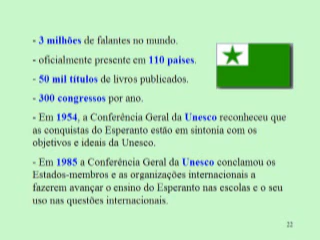 - 3 milhões de falantes no mundo.
- oficialmente presente em 110 países.
- 50 mil títulos de livros publicados.
- 300 congressos por ano.
- Em 1954, a Conferência Geral da Unesco reconheceu que
as conquistas do Esperanto estão em sintonia com os
objetivos e ideais da Unesco.
- Em 1985 a Conferência Geral da Unesco conclamou os
Estados-membros e as organizações internacionais a
fazerem avançar o ensino do Esperanto nas escolas e o seu
uso nas questões internacionais.
22